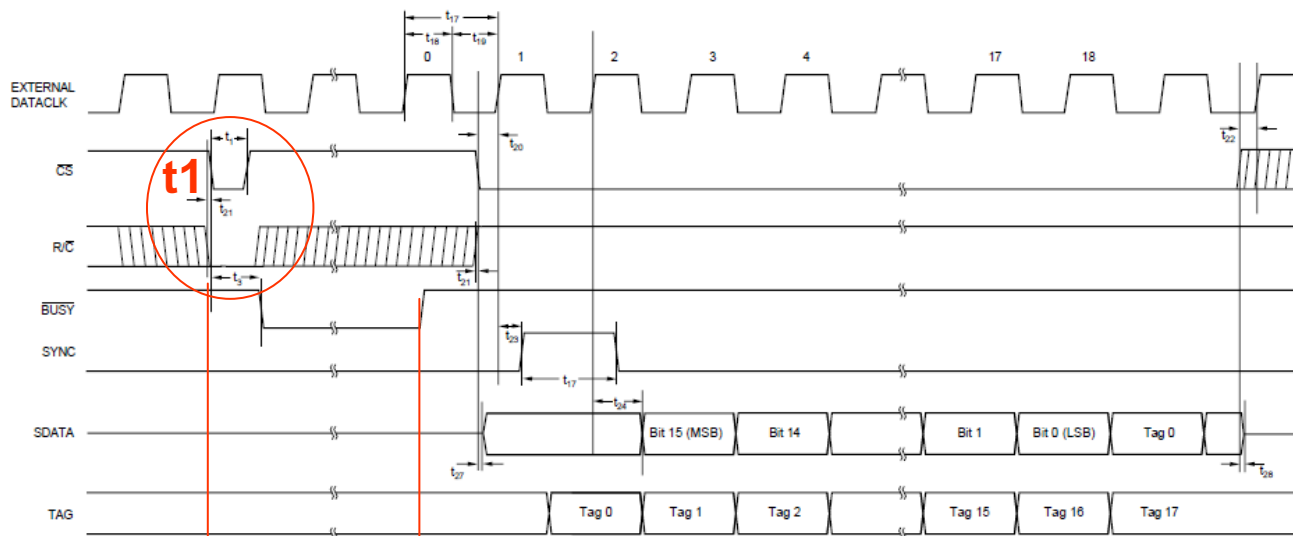 t17
t18 t19
0 1 2 3 4 17 18
EXTERNAL
DATACLK
t1
t20
t22
CS
t1
t21
R/C
t3
t21
BUSY
t23
SYNC
t17
t24
SDATA
Bit 15 (MSB) Bit 14 Bit 1 Bit 0 (LSB) Tag 0
t27
t28
TAG
Tag 0 Tag 1 Tag 2 Tag 15 Tag 16 Tag 17